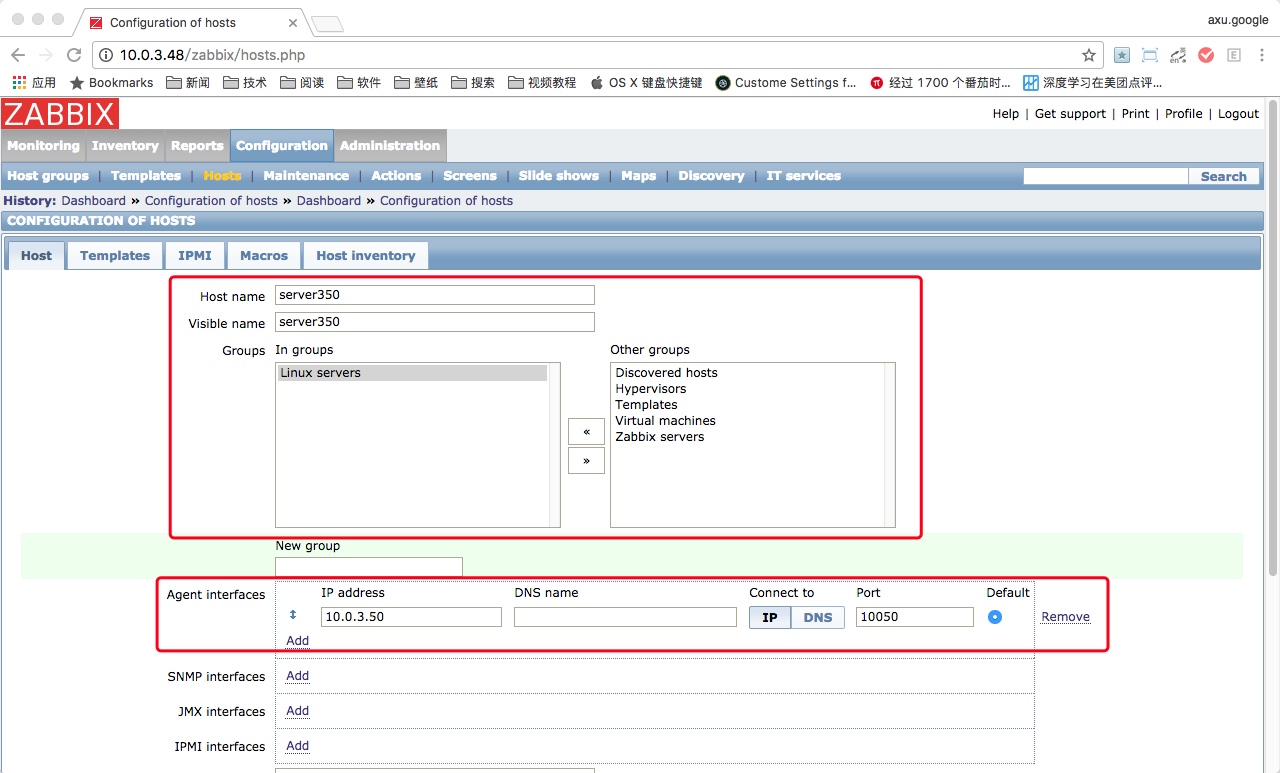 Configuration of hosts
axu.google
10.0.3.48/zabbix/hosts.php
应用 Bookmarks 新闻 技术 阅读 软件 壁纸 搜索 视频教程 OS X 键盘快捷键 Custome Settings f... 经过 1700 个番茄时... 深度学习在美团点评...
ZABBIX
Help | Get support | Print | Profile | Logout
Monitoring Inventory Reports Configuration Administration
Host groups | Templates | Hosts | Maintenance | Actions | Screens | Slide shows | Maps | Discovery | IT services Search
History: Dashboard » Configuration of hosts » Dashboard » Configuration of hosts
CONFIGURATION OF HOSTS
Host Templates IPMI Macros Host inventory
Host name server350
Visible name server350
Groups In groups Other groups
Linux servers
Discovered hosts
Hypervisors
Templates
Virtual machines
Zabbix servers
«
»
New group
Agent interfaces IP address DNS name Connect to Port Default
10.0.3.50 IP DNS 10050 Remove
Add
SNMP interfaces Add
JMX interfaces Add
IPMI interfaces Add